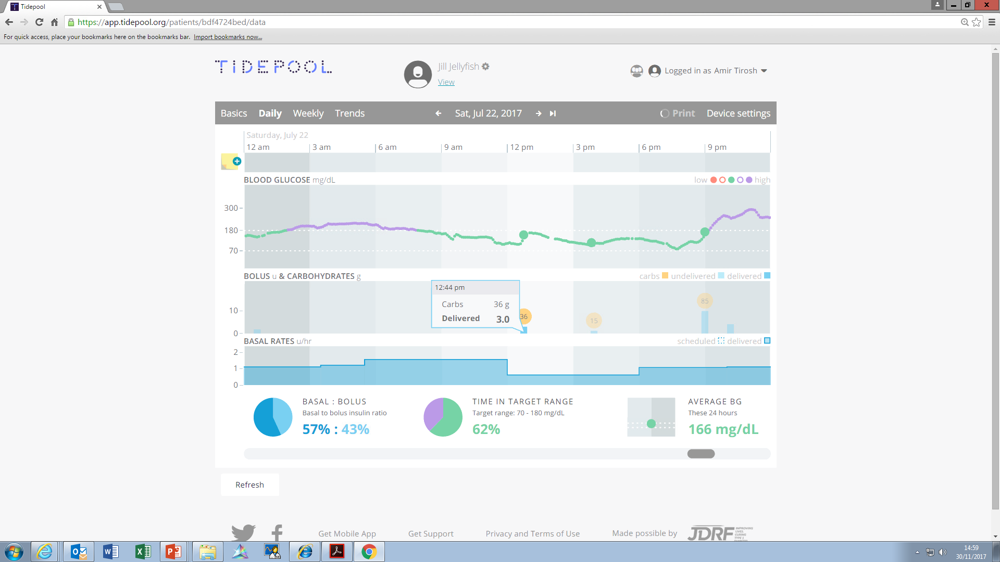 Tidepool
https://app.tidepool.org/patients/bdf4724bed/data
For quick access, place your bookmarks here on the bookmarks bar. Import bookmarks now...
TIDEPOOL
Jill Jellyfish
View
Logged in as Amir Tirosh
Basics Daily Weekly Trends Sat, Jul 22, 2017 Print Device settings
Saturday, July 22
12 am 3 am 6 am 9 am 12 pm 3 pm 6 pm 9 pm
BLOOD GLUCOSE mg/dL low high
300
180
70
BOLUS u & CARBOHYDRATES g carbs undelivered delivered
12:44 pm
Carbs 36 g
Delivered 3.0
36
15
85
10
0
BASAL RATES u/hr scheduled delivered
2
1
0
BASAL : BOLUS
Basal to bolus insulin ratio
57% : 43%
TIME IN TARGET RANGE
Target range: 70 - 180 mg/dL
62%
AVERAGE BG
These 24 hours
166 mg/dL
Refresh
Get Mobile App Get Support Privacy and Terms of Use Made possible by JDRF IMPROVING LIVES. CURING TYPE 1
14:59
30/11/2017